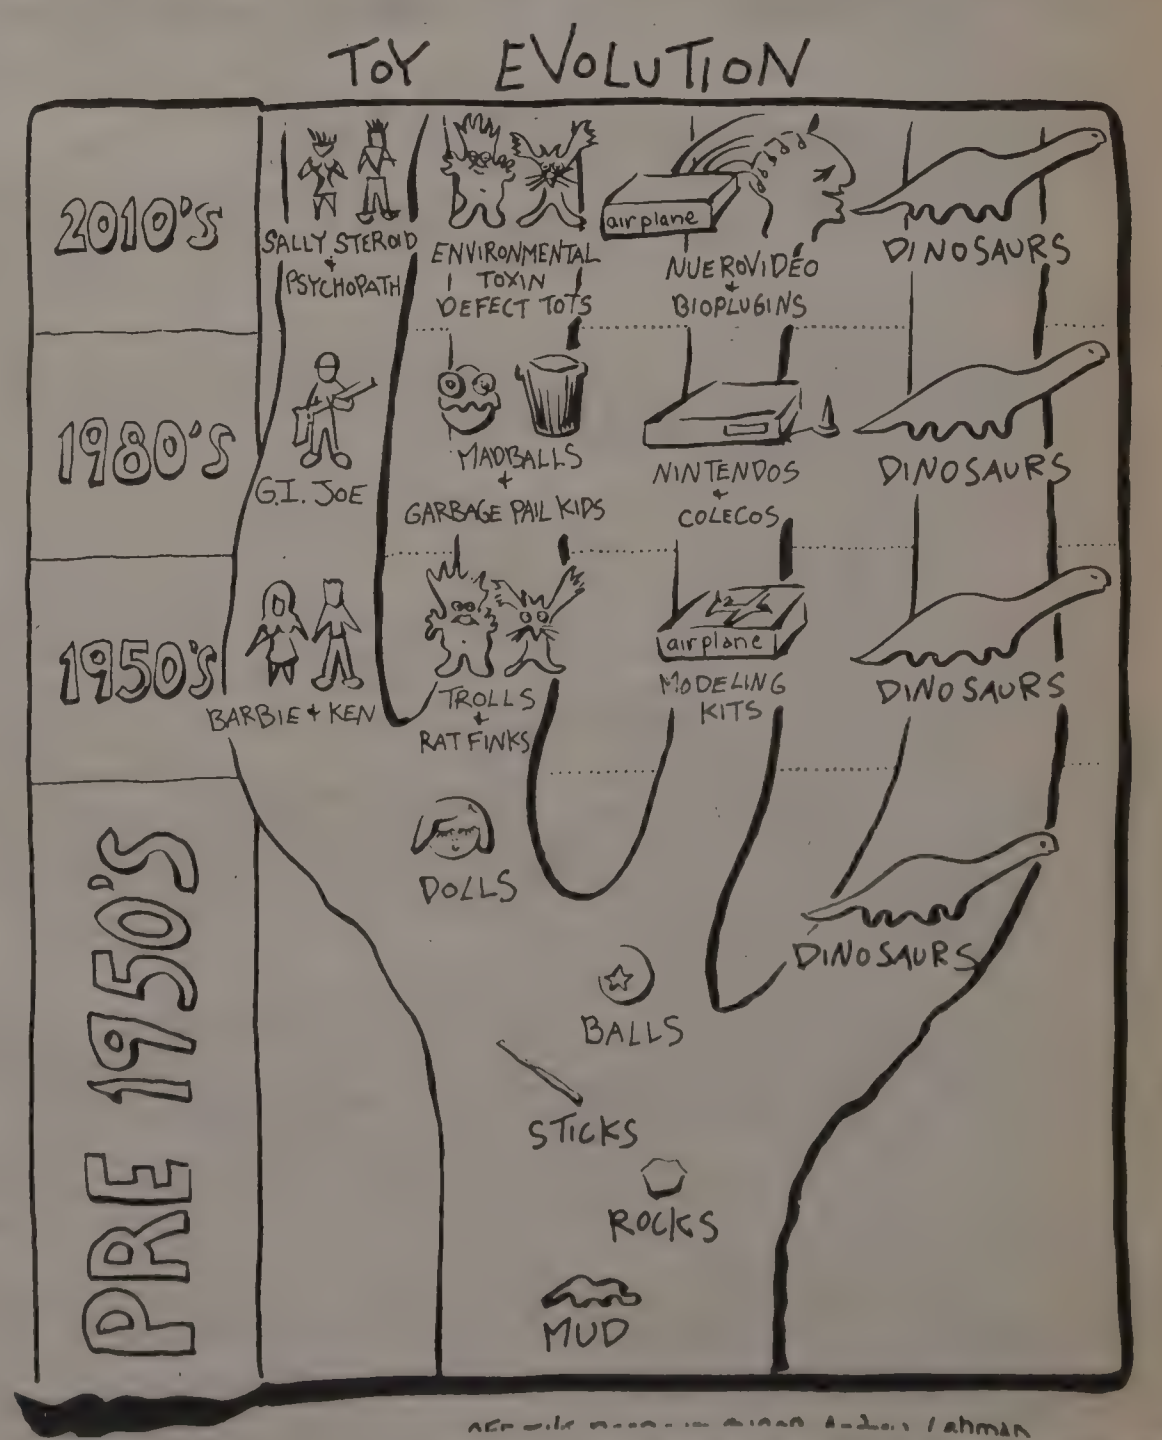 TOY EVOLUTION
2010'S
SALLY STEROID
+
PSYCHOPATH
ENVIRONMENTAL
TOXIN
DEFECT TOTS
airplane
NUEROVIDEO
+
BIOPLUGINS
DINOSAURS
1980'S
G.I. JOE
MADBALLS
+
GARBAGE PAIL KIDS
NINTENDOS
+
COLECOS
DINOSAURS
1950'S
BARBIE + KEN
TROLLS
+
RAT FINKS
airplane
MODELING
KITS
DINOSAURS
PRE 1950'S
DOLLS
DINOSAURS
BALLS
STICKS
ROCKS
MUD